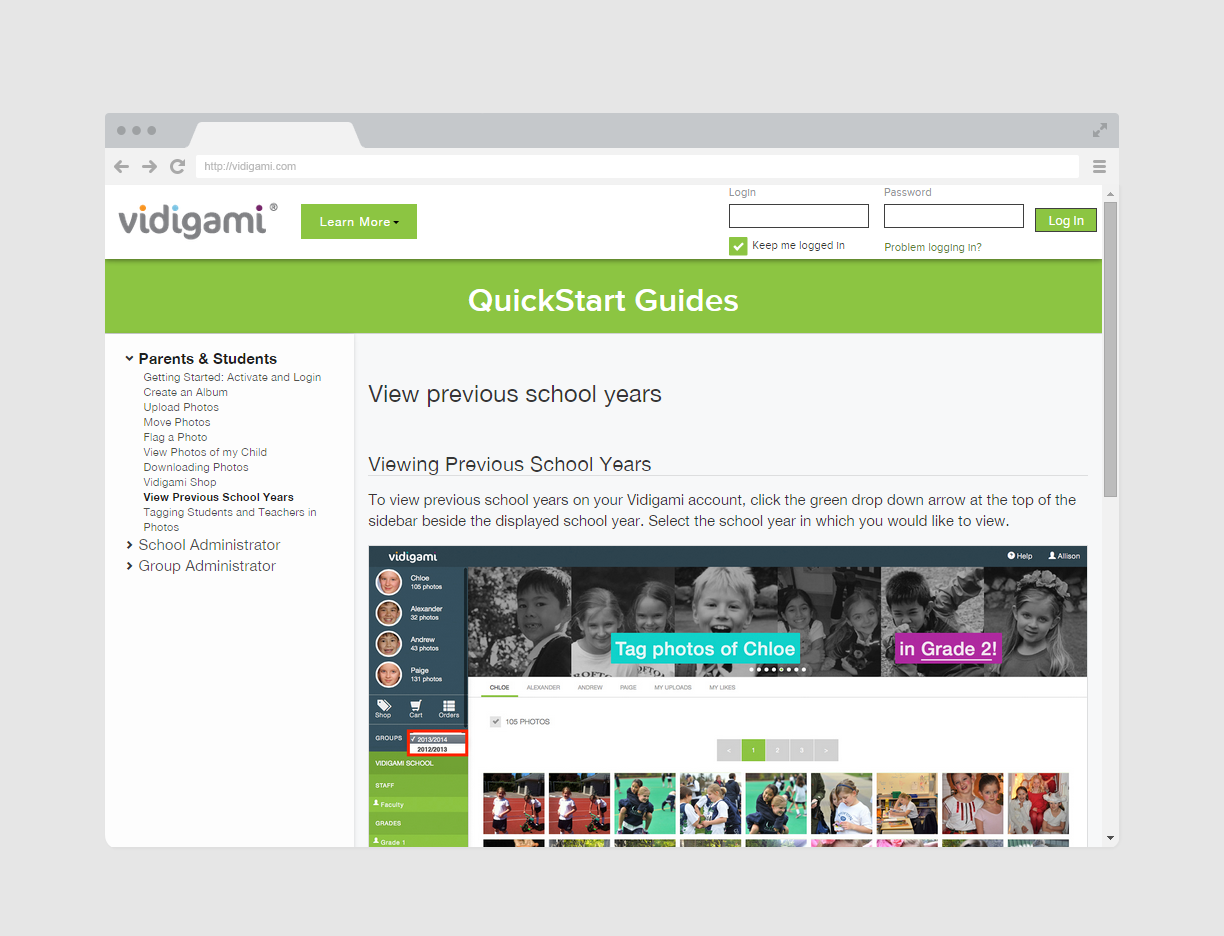 http://vidigami.com
vidigami®
Learn More
Login
Password
Log In
Keep me logged in
Problem logging in?
QuickStart Guides
Parents & Students
Getting Started: Activate and Login
Create an Album
Upload Photos
Move Photos
Flag a Photo
View Photos of my Child
Downloading Photos
Vidigami Shop
View Previous School Years
Tagging Students and Teachers in
Photos
School Administrator
Group Administrator
View previous school years
Viewing Previous School Years
To view previous school years on your Vidigami account, click the green drop down arrow at the top of the
sidebar beside the displayed school year. Select the school year in which you would like to view.
vidigami
Help
Allison
Chloe
105 photos
Alexander
32 photos
Andrew
43 photos
Paige
131 photos
Shop
Cart
Orders
GROUPS
2013/2014
2012/2013
VIDIGAMI SCHOOL
STAFF
Faculty
GRADES
Grade 1
Tag photos of Chloe
in Grade 2!
CHLOE
ALEXANDER
ANDREW
PAIGE
MY UPLOADS
MY LIKES
105 PHOTOS
« 1 2 3 »